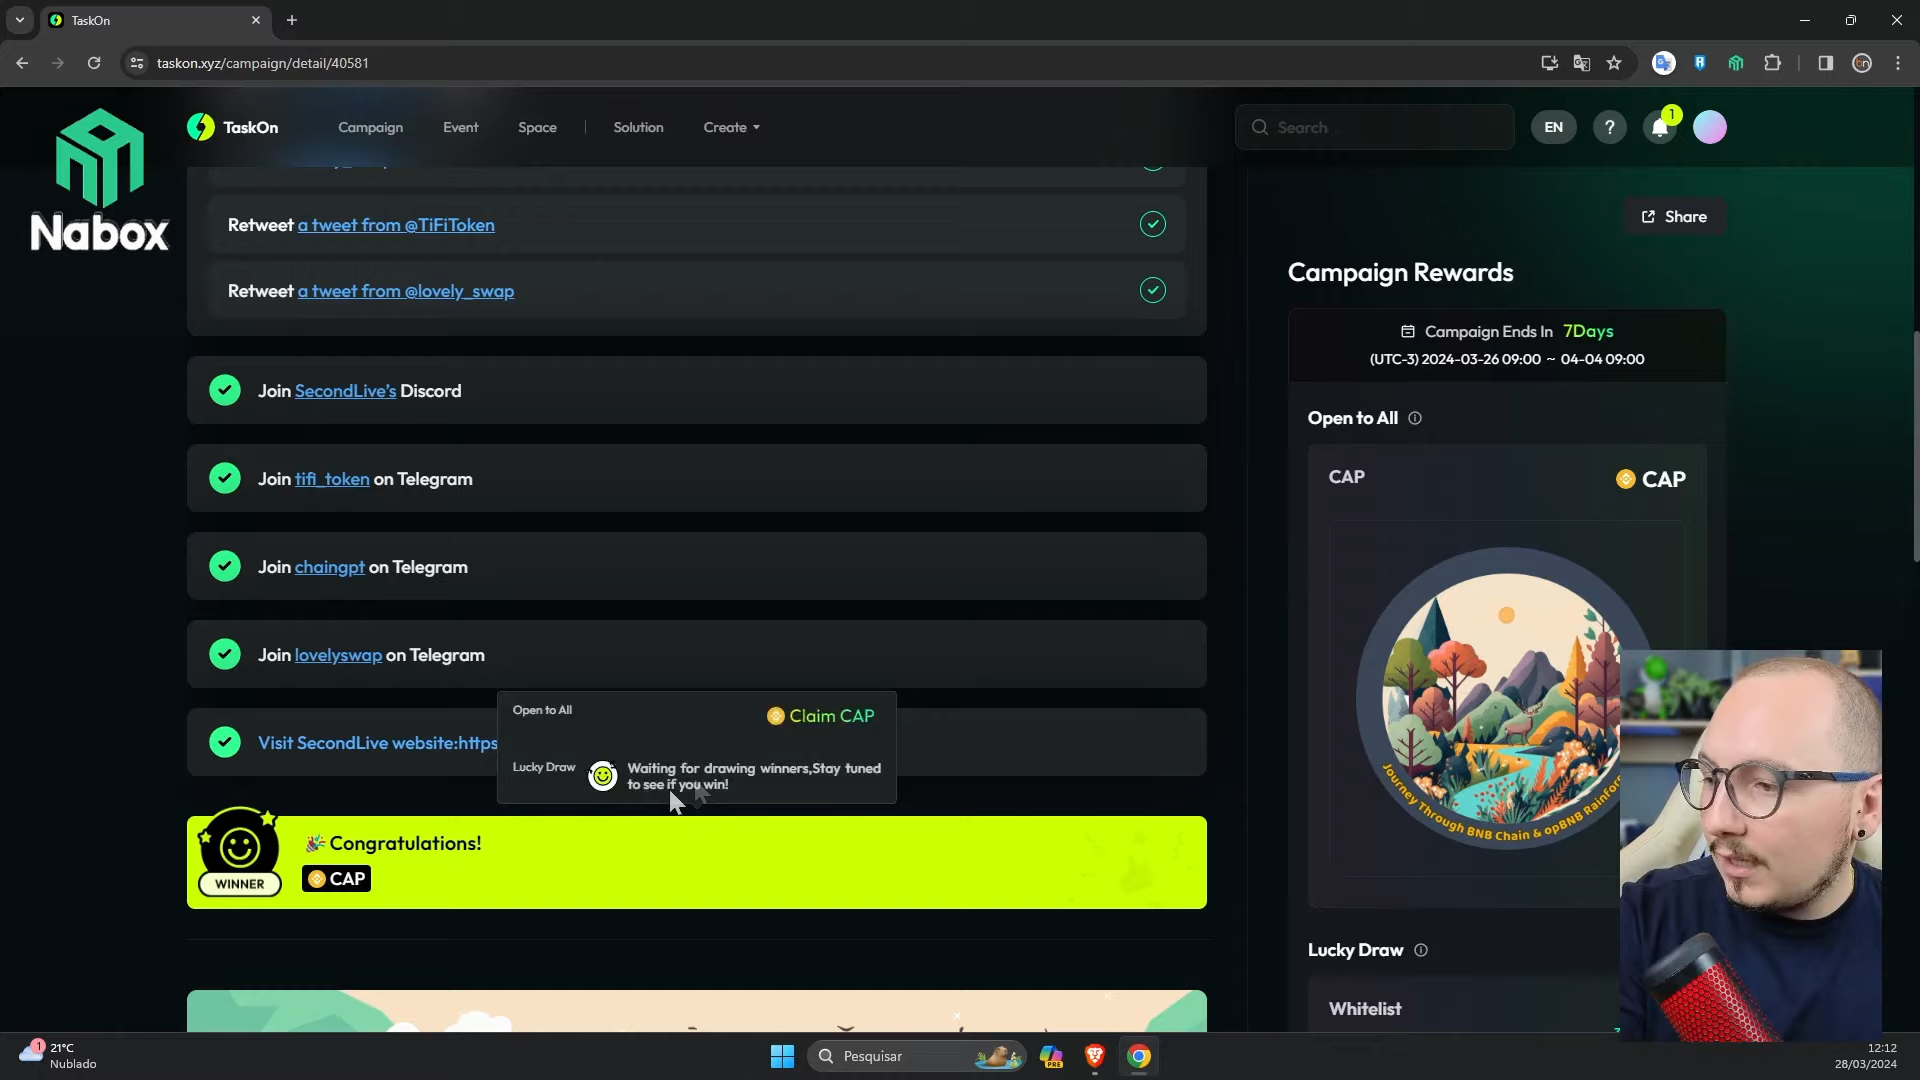 TaskOn
taskon.xyz/campaign/detail/40581
Nabox
TaskOn
Campaign
Event
Space
Solution
Create
Search
EN
?
1
Retweet a tweet from @TiFiToken
Retweet a tweet from @lovely_swap
Join SecondLive's Discord
Join tifi_token on Telegram
Join chaingpt on Telegram
Join lovelyswap on Telegram
Visit SecondLive website:https
Open to All
Claim CAP
Lucky Draw
Waiting for drawing winners,Stay tuned
to see if you win!
WINNER
Congratulations!
CAP
Share
Campaign Rewards
Campaign Ends In 7Days
(UTC-3) 2024-03-26 09:00 ~ 04-04 09:00
Open to All
CAP
CAP
Journey Through BNB Chain & opBNB Rainfor
Lucky Draw
Whitelist
1
21°C
Nublado
Pesquisar
PRE
12:12
28/03/2024